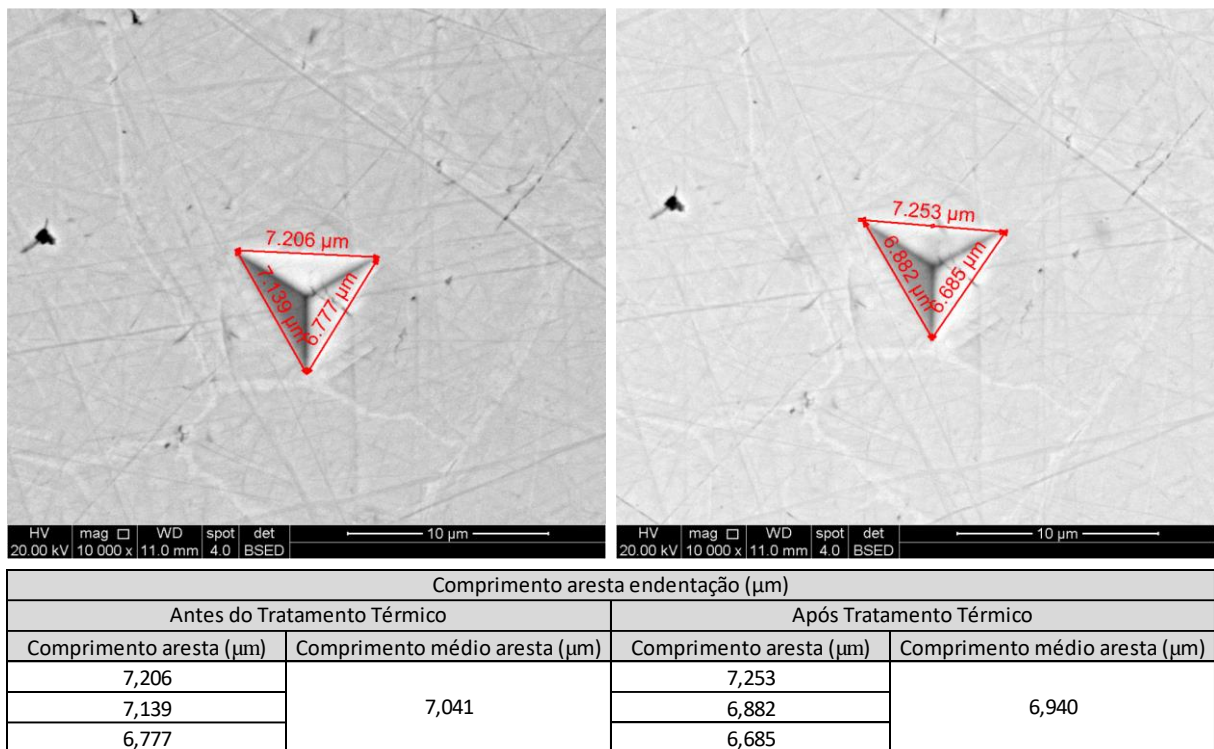 7.206 µm
7.139 µm
6.777 µm
7.253 µm
6.882 µm
6.685 µm
HV mag WD spot det
20.00 kV 10 000 x 11.0 mm 4.0 BSED
10 µm
HV mag WD spot det
20.00 kV 10 000 x 11.0 mm 4.0 BSED
10 µm
Comprimento aresta endentação (µm)
Antes do Tratamento Térmico Após Tratamento Térmico
Comprimento aresta (µm) Comprimento médio aresta (µm) Comprimento aresta (µm) Comprimento médio aresta (µm)
7,206 7,253
7,139 7,041 6,882 6,940
6,777 6,685